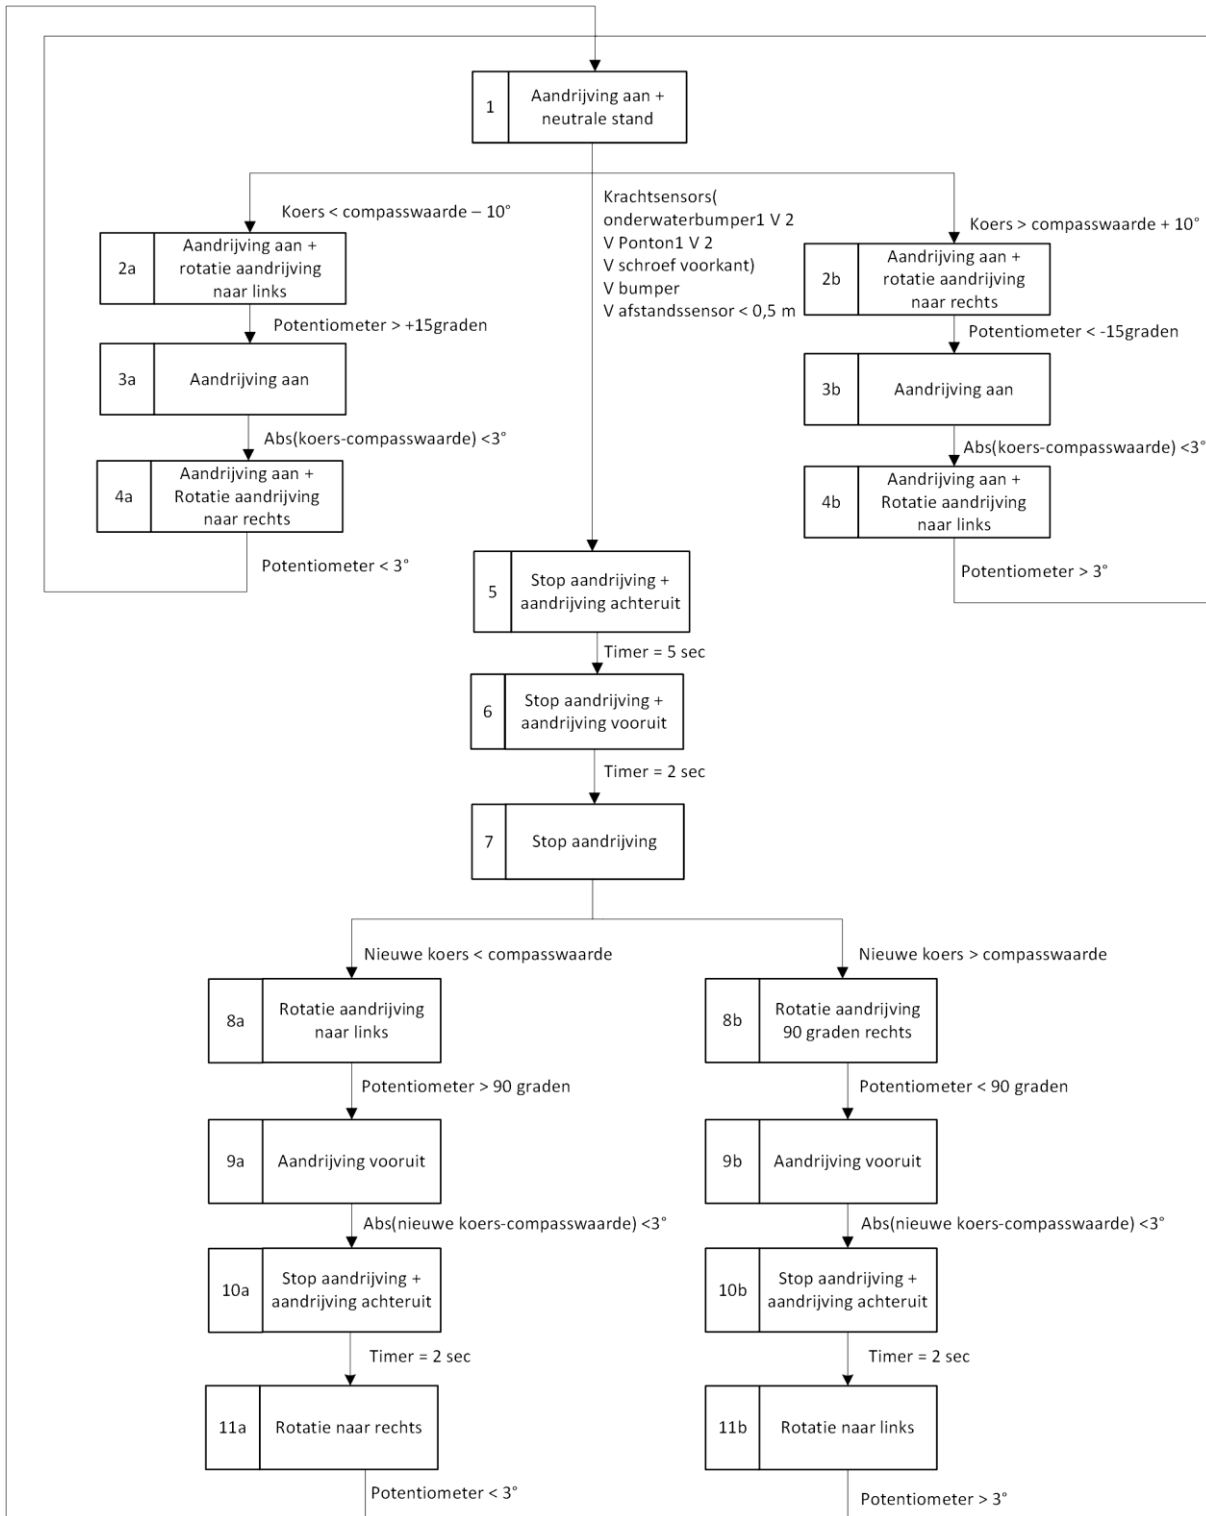 1
Aandrijving aan +
neutrale stand
Koers < compasswaarde – 10°
Krachtsensors(
onderwaterbumper1 V 2
V Ponton1 V 2
V schroef voorkant)
V bumper
V afstandssensor < 0,5 m
Koers > compasswaarde + 10°
2a
Aandrijving aan +
rotatie aandrijving
naar links
2b
Aandrijving aan +
rotatie aandrijving
naar rechts
Potentiometer > +15graden
Potentiometer < -15graden
3a
Aandrijving aan
3b
Aandrijving aan
Abs(koers-compasswaarde) <3°
Abs(koers-compasswaarde) <3°
4a
Aandrijving aan +
Rotatie aandrijving
naar rechts
4b
Aandrijving aan +
Rotatie aandrijving
naar links
Potentiometer < 3°
Potentiometer > 3°
5
Stop aandrijving +
aandrijving achteruit
Timer = 5 sec
6
Stop aandrijving +
aandrijving vooruit
Timer = 2 sec
7
Stop aandrijving
Nieuwe koers < compasswaarde
Nieuwe koers > compasswaarde
8a
Rotatie aandrijving
naar links
8b
Rotatie aandrijving
90 graden rechts
Potentiometer > 90 graden
Potentiometer < 90 graden
9a
Aandrijving vooruit
9b
Aandrijving vooruit
Abs(nieuwe koers-compasswaarde) <3°
Abs(nieuwe koers-compasswaarde) <3°
10a
Stop aandrijving +
aandrijving achteruit
10b
Stop aandrijving +
aandrijving achteruit
Timer = 2 sec
Timer = 2 sec
11a
Rotatie naar rechts
11b
Rotatie naar links
Potentiometer < 3°
Potentiometer > 3°